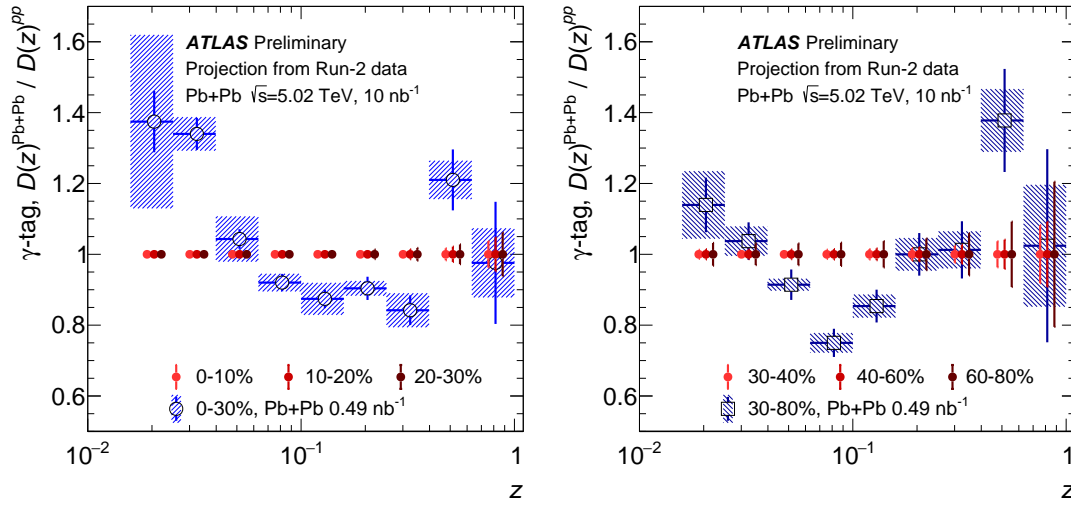 γ-tag, D(z)^Pb+Pb / D(z)^pp
1.6
1.4
1.2
1
0.8
0.6
ATLAS Preliminary
Projection from Run-2 data
Pb+Pb √s=5.02 TeV, 10 nb⁻¹
0-10% 10-20% 20-30%
0-30%, Pb+Pb 0.49 nb⁻¹
10⁻² 10⁻¹ 1
z
γ-tag, D(z)^Pb+Pb / D(z)^pp
1.6
1.4
1.2
1
0.8
0.6
ATLAS Preliminary
Projection from Run-2 data
Pb+Pb √s=5.02 TeV, 10 nb⁻¹
30-40% 40-60% 60-80%
30-80%, Pb+Pb 0.49 nb⁻¹
10⁻² 10⁻¹ 1
z